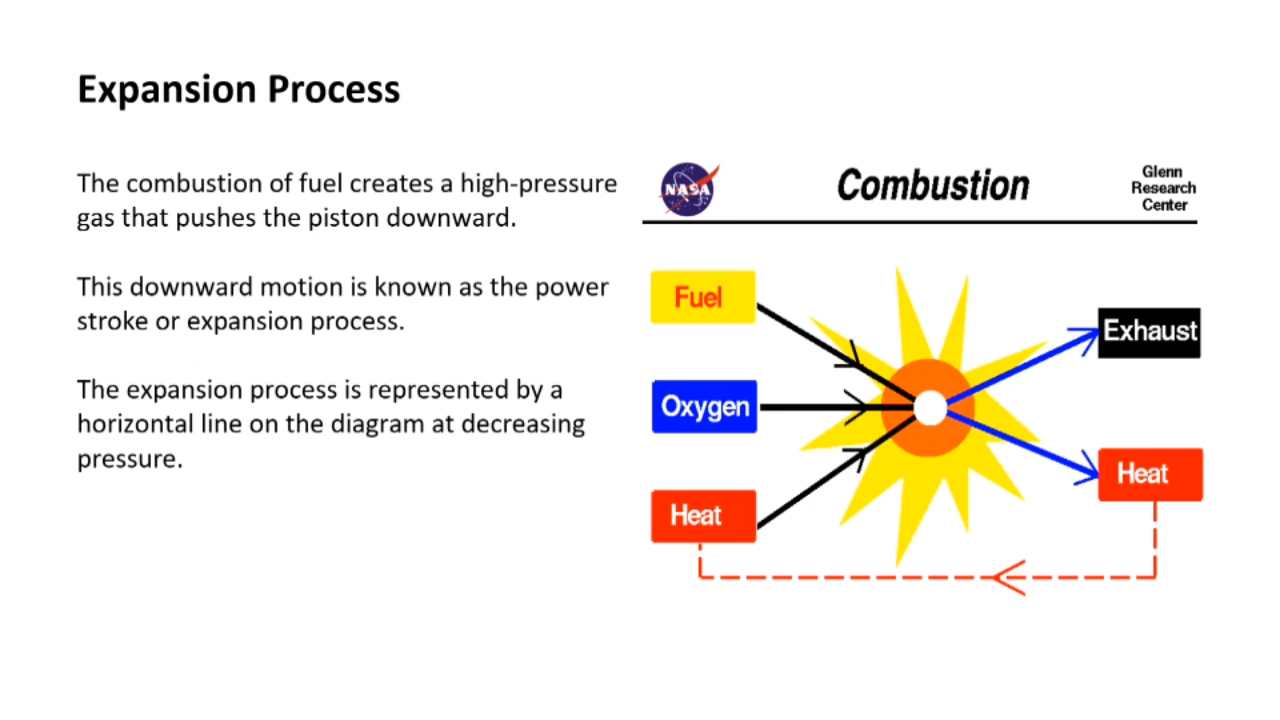 Expansion Process
The combustion of fuel creates a high-pressure
gas that pushes the piston downward.
This downward motion is known as the power
stroke or expansion process.
The expansion process is represented by a
horizontal line on the diagram at decreasing
pressure.
NASA
Combustion
Glenn
Research
Center
Fuel
Oxygen
Heat
Exhaust
Heat